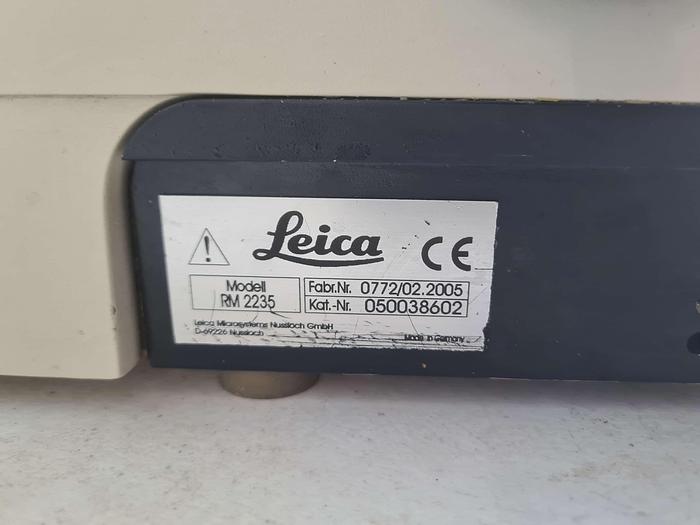 Leica CE
Modell
RM 2235
Fabr.Nr. 0772/02.2005
Kat.-Nr. 050038602
Leica Microsystems Nussloch GmbH
D-69226 Nussloch
Made in Germany